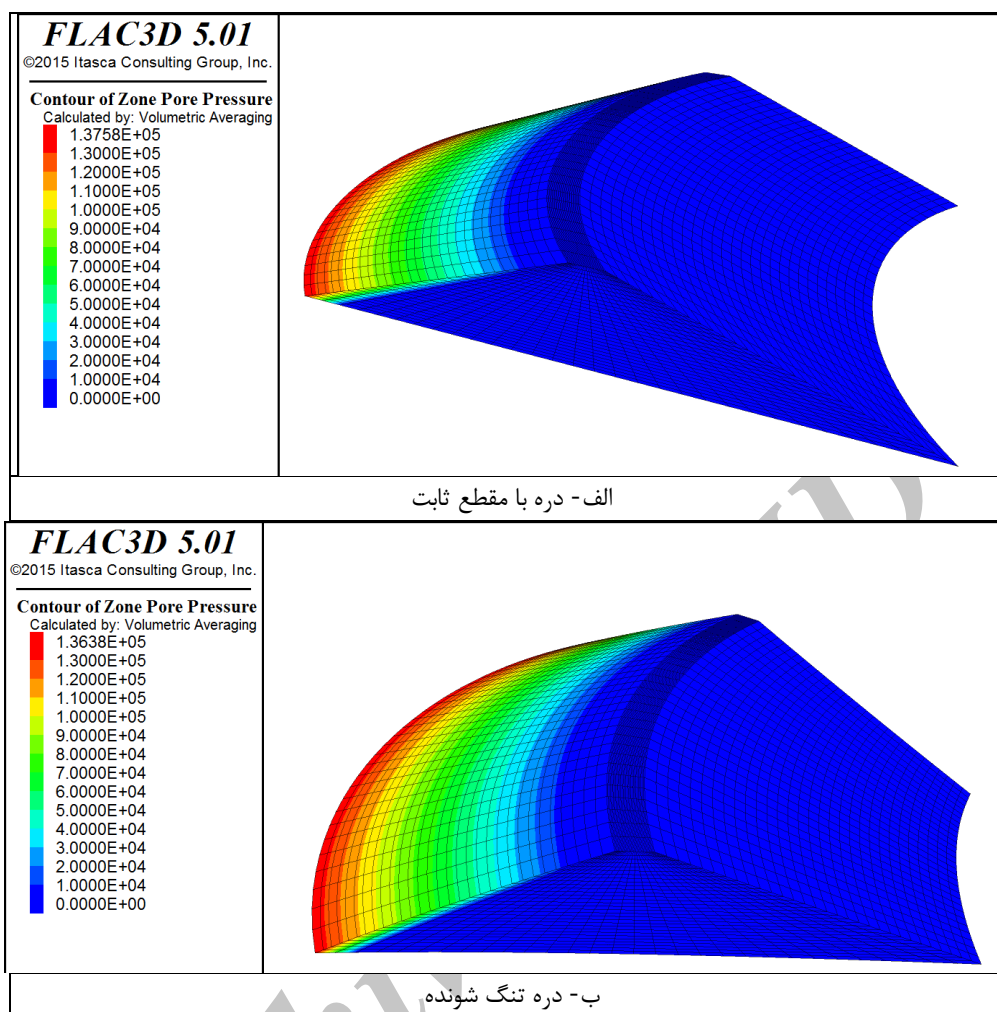 FLAC3D 5.01
©2015 Itasca Consulting Group, Inc.
Contour of Zone Pore Pressure
Calculated by: Volumetric Averaging
1.3758E+05
1.3000E+05
1.2000E+05
1.1000E+05
1.0000E+05
9.0000E+04
8.0000E+04
7.0000E+04
6.0000E+04
5.0000E+04
4.0000E+04
3.0000E+04
2.0000E+04
1.0000E+04
0.0000E+00
الف- دره با مقطع ثابت
FLAC3D 5.01
©2015 Itasca Consulting Group, Inc.
Contour of Zone Pore Pressure
Calculated by: Volumetric Averaging
1.3638E+05
1.3000E+05
1.2000E+05
1.1000E+05
1.0000E+05
9.0000E+04
8.0000E+04
7.0000E+04
6.0000E+04
5.0000E+04
4.0000E+04
3.0000E+04
2.0000E+04
1.0000E+04
0.0000E+00
ب- دره تنگ شونده